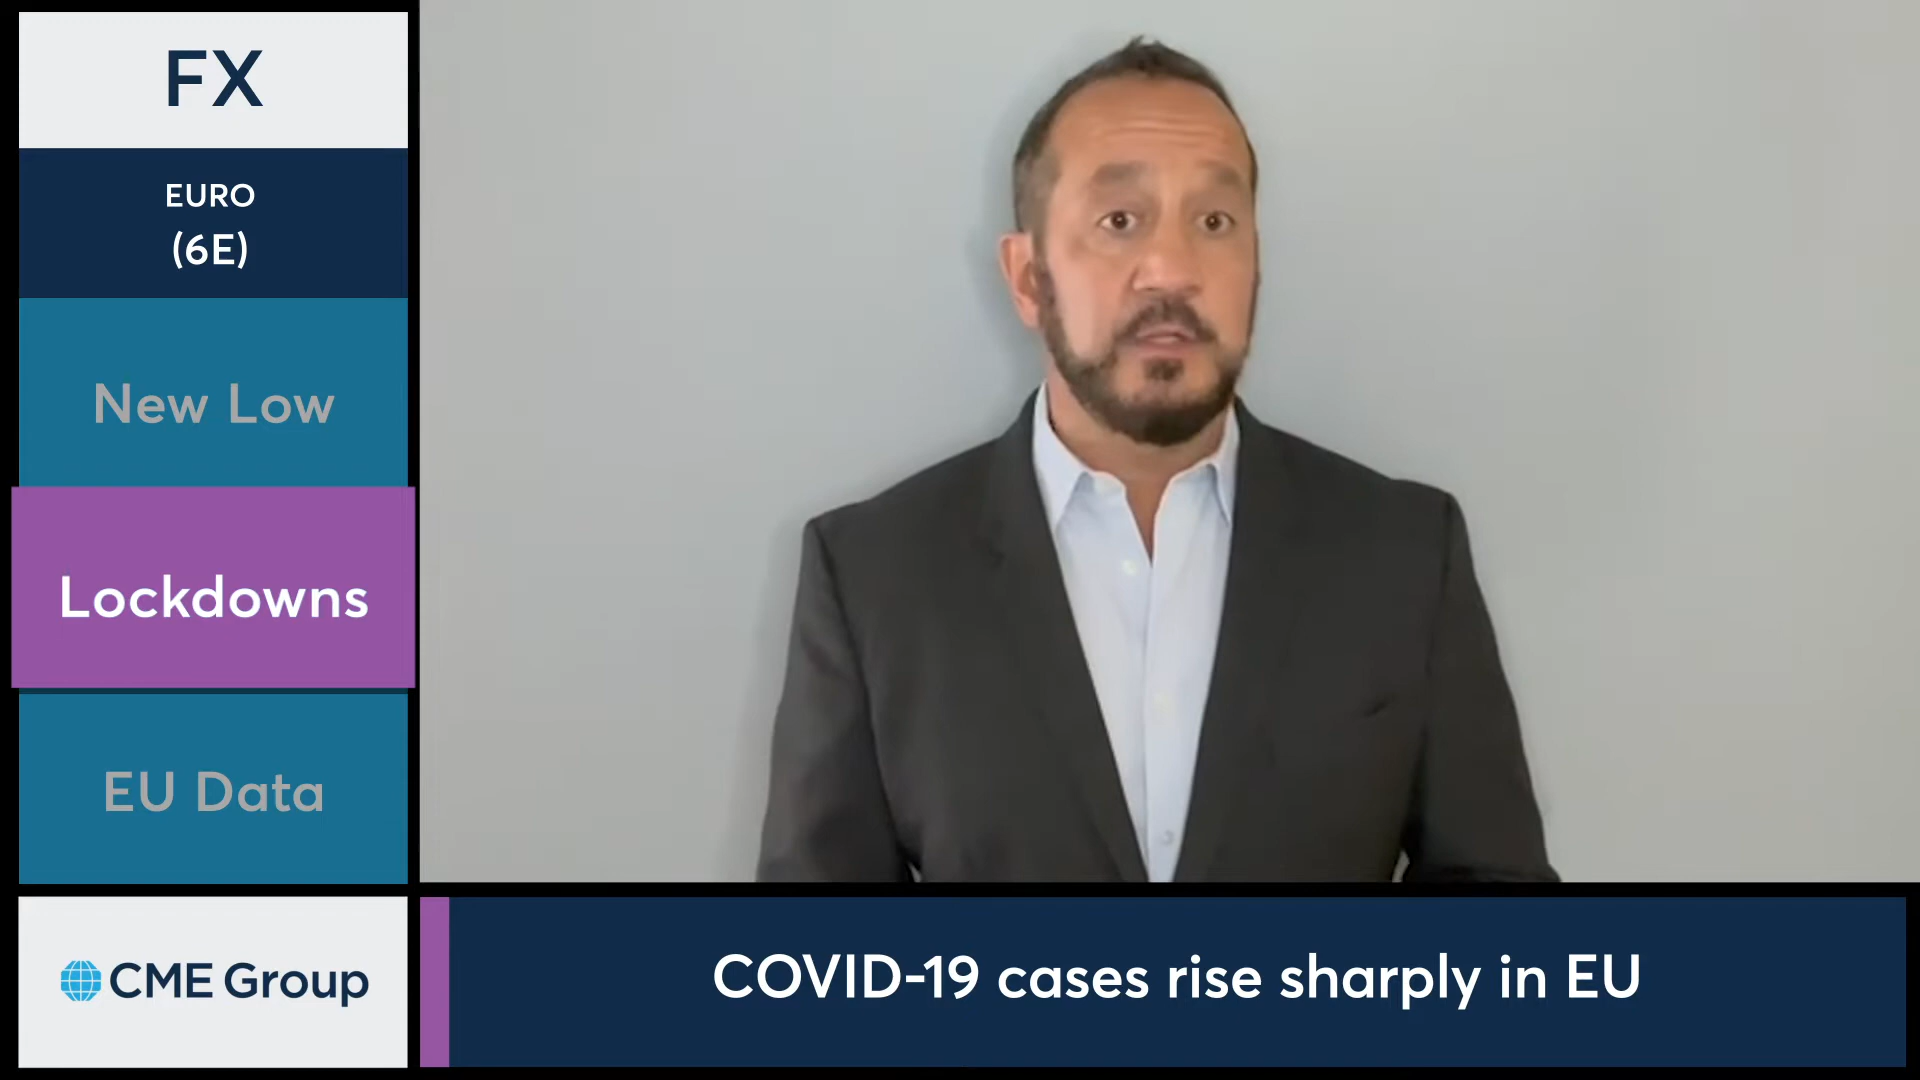 FX
EURO
(6E)
New Low
Lockdowns
EU Data
CME Group
COVID-19 cases rise sharply in EU